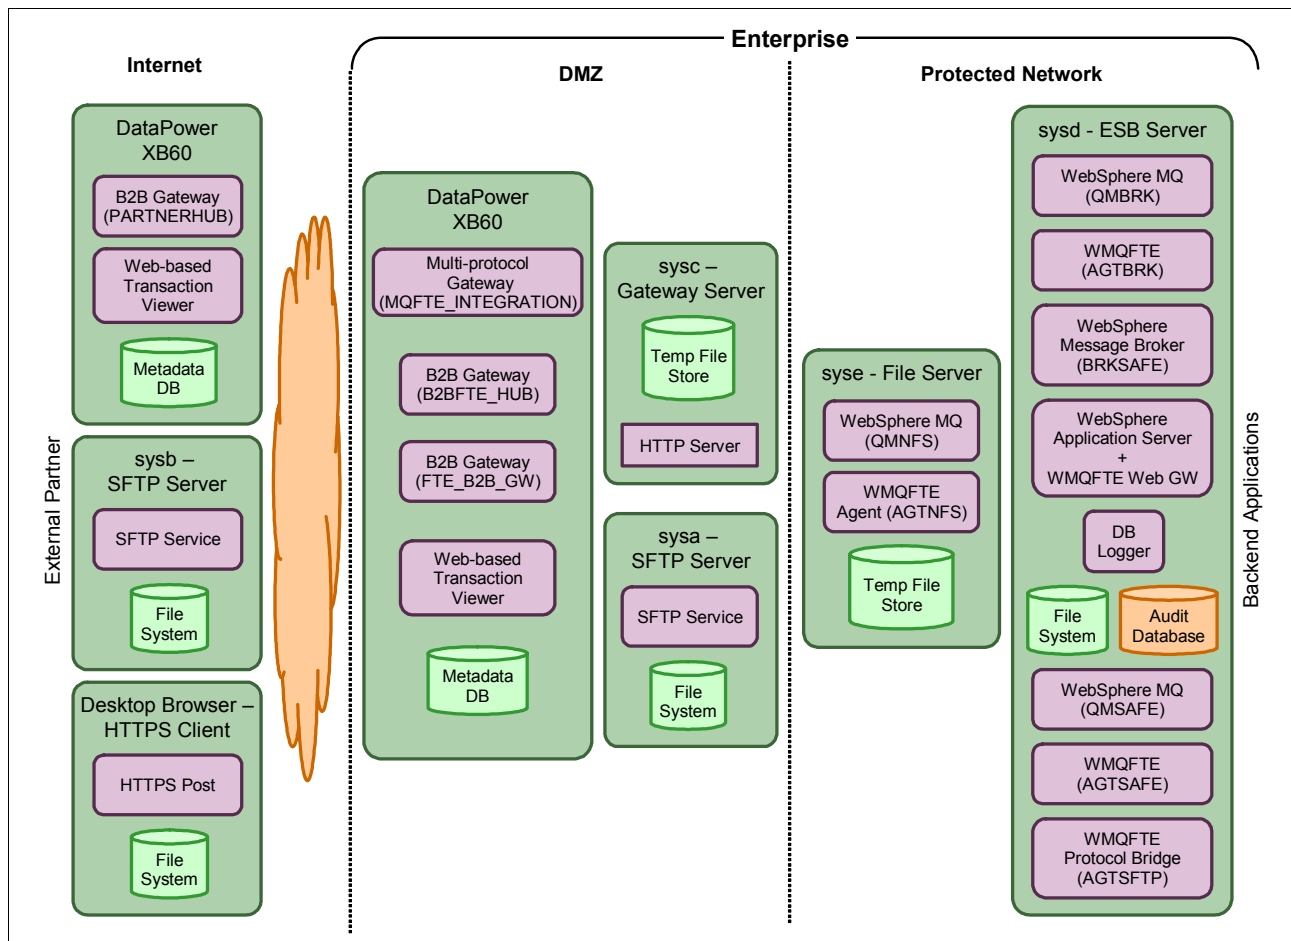 Enterprise
Internet
DMZ
Protected Network
External Partner
DataPower
XB60
B2B Gateway
(PARTNERHUB)
Web-based
Transaction
Viewer
Metadata
DB
sysb –
SFTP Server
SFTP Service
File
System
Desktop Browser –
HTTPS Client
HTTPS Post
File
System
DataPower
XB60
Multi-protocol
Gateway
(MQFTE_INTEGRATION)
B2B Gateway
(B2BFTE_HUB)
B2B Gateway
(FTE_B2B_GW)
Web-based
Transaction
Viewer
Metadata
DB
sysc –
Gateway Server
Temp File
Store
HTTP Server
sysa –
SFTP Server
SFTP Service
File
System
syse - File Server
WebSphere MQ
(QMNFS)
WMQFTE
Agent (AGTNFS)
Temp File
Store
sysd - ESB Server
WebSphere MQ
(QMBRK)
WMQFTE
(AGTBRK)
WebSphere
Message Broker
(BRKSAFE)
WebSphere
Application Server
+
WMQFTE Web GW
DB
Logger
File
System
Audit
Database
WebSphere MQ
(QMSAFE)
WMQFTE
(AGTSAFE)
WMQFTE
Protocol Bridge
(AGTSFTP)
Backend Applications